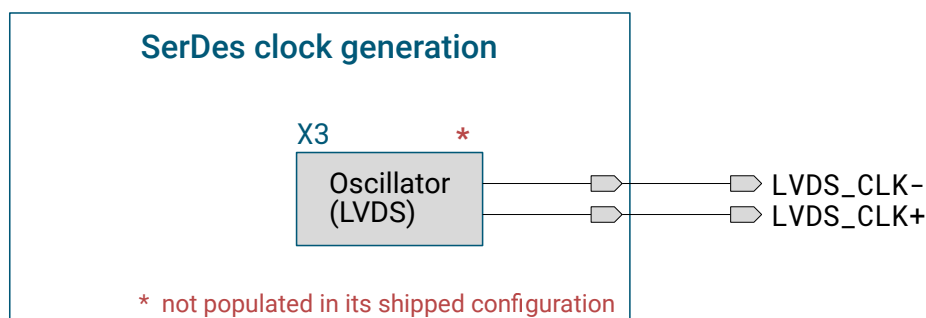 SerDes clock generation
X3 *
Oscillator
(LVDS)
LVDS_CLK-
LVDS_CLK+
* not populated in its shipped configuration